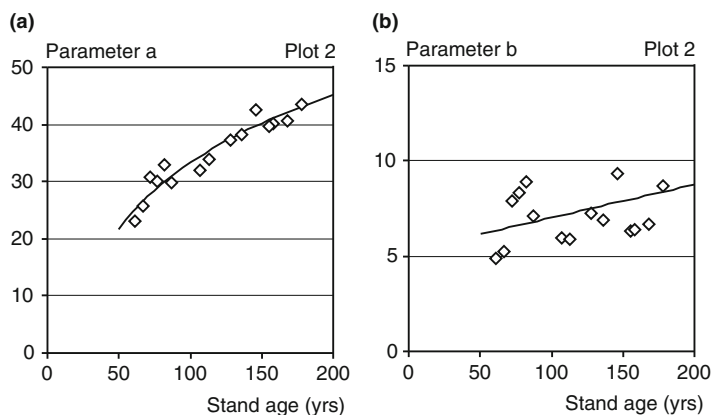 (a)
Parameter a Plot 2
50
40
30
20
10
0
0 50 100 150 200
Stand age (yrs)
(b)
Parameter b Plot 2
15
10
5
0
0 50 100 150 200
Stand age (yrs)